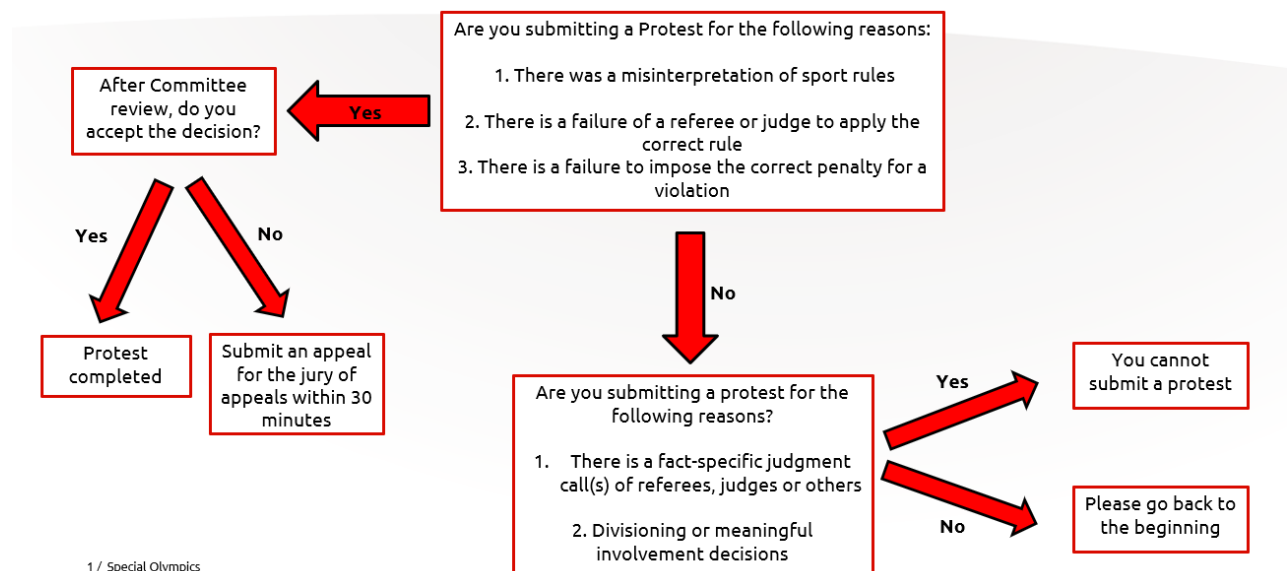 Are you submitting a Protest for the following reasons:
1. There was a misinterpretation of sport rules
2. There is a failure of a referee or judge to apply the
correct rule
3. There is a failure to impose the correct penalty for a
violation
Yes
After Committee
review, do you
accept the decision?
Yes
No
Protest
completed
Submit an appeal
for the jury of
appeals within 30
minutes
No
Are you submitting a protest for the
following reasons?
1. There is a fact-specific judgment
call(s) of referees, judges or others
2. Divisioning or meaningful
involvement decisions
Yes
You cannot
submit a protest
No
Please go back to
the beginning
1 / Special Olympics